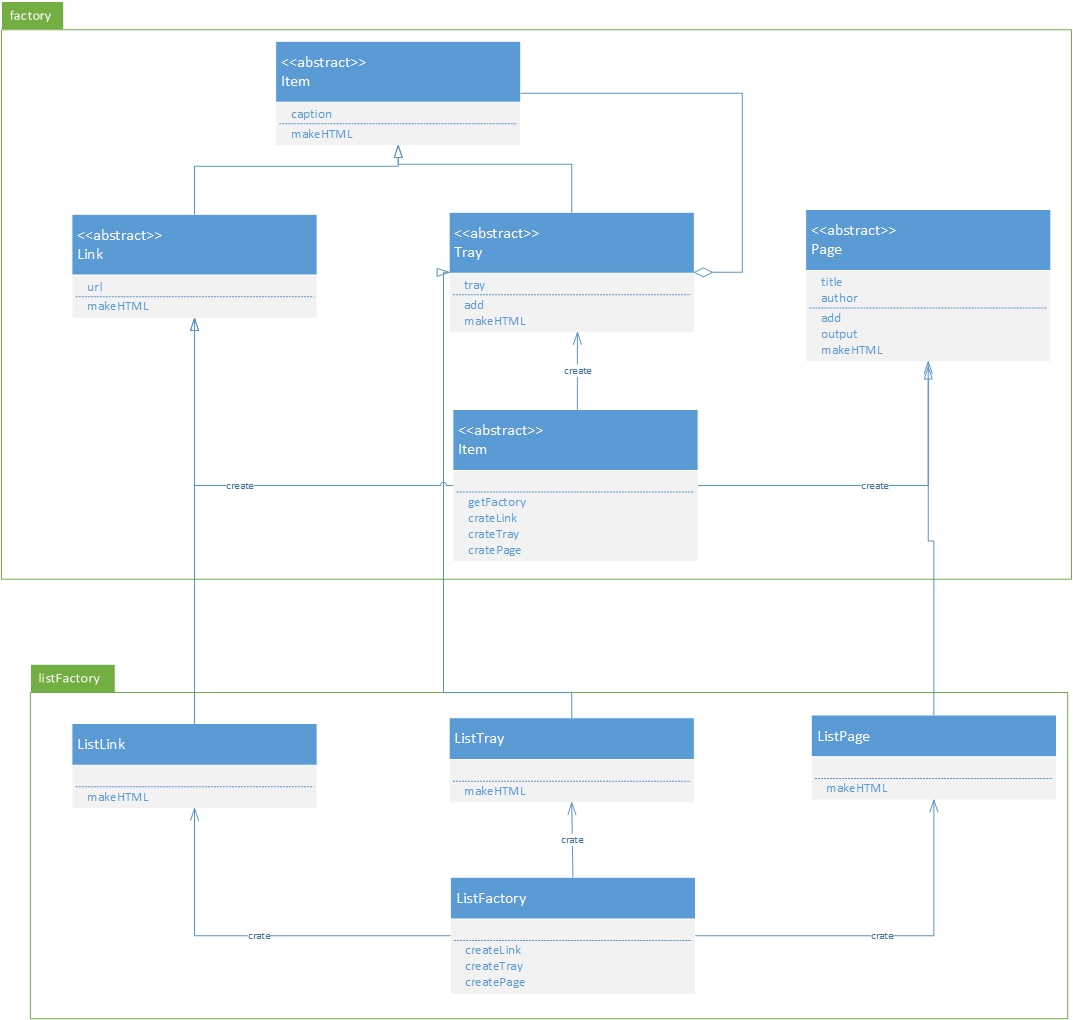 factory
<<abstract>>
Item
caption
makeHTML
<<abstract>>
Link
url
makeHTML
<<abstract>>
Tray
tray
add
makeHTML
<<abstract>>
Page
title
author
add
output
makeHTML
create
<<abstract>>
Item
getFactory
crateLink
crateTray
cratePage
create
create
listFactory
ListLink
makeHTML
ListTray
makeHTML
ListPage
makeHTML
crate
ListFactory
createLink
createTray
createPage
crate
crate